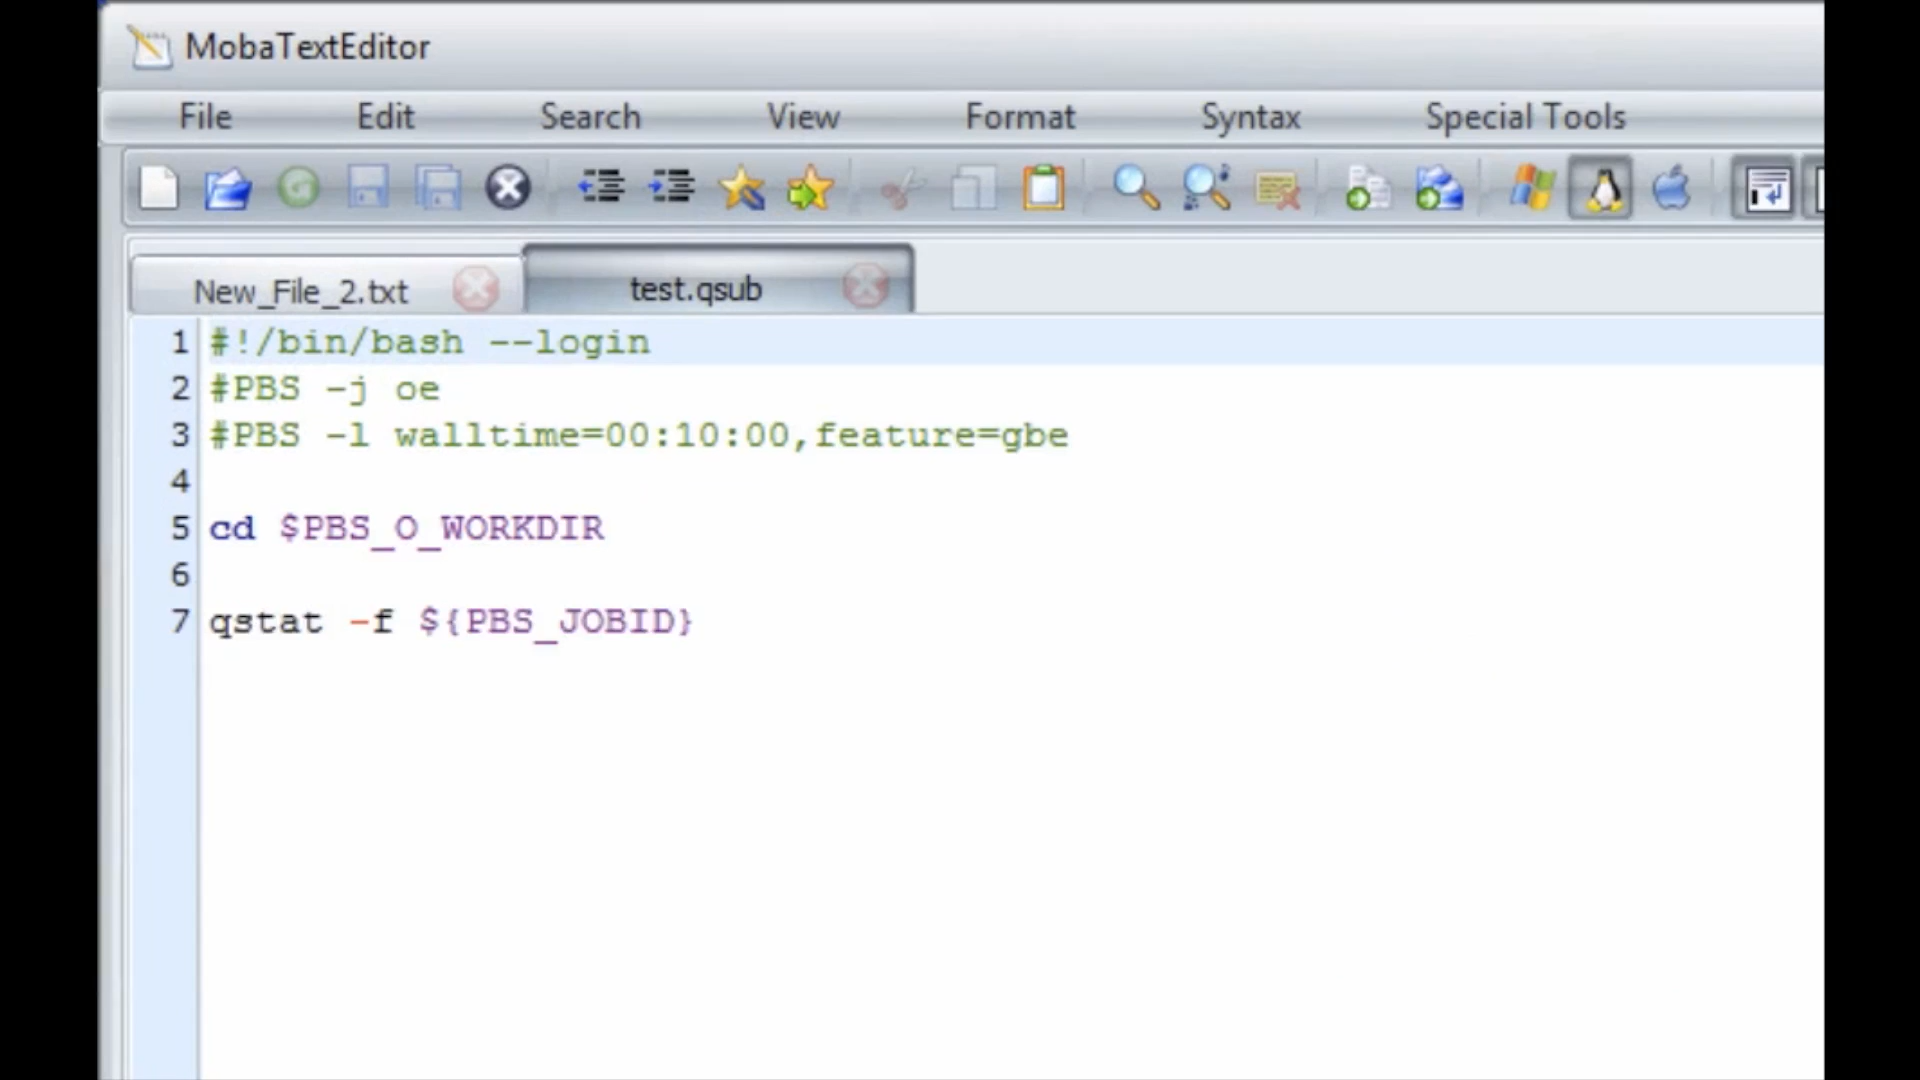 MobaTextEditor
File Edit Search View Format Syntax Special Tools
New_File_2.txt test.qsub
1 #!/bin/bash --login
2 #PBS -j oe
3 #PBS -l walltime=00:10:00,feature=gbe
4
5 cd $PBS_O_WORKDIR
6
7 qstat -f ${PBS_JOBID}